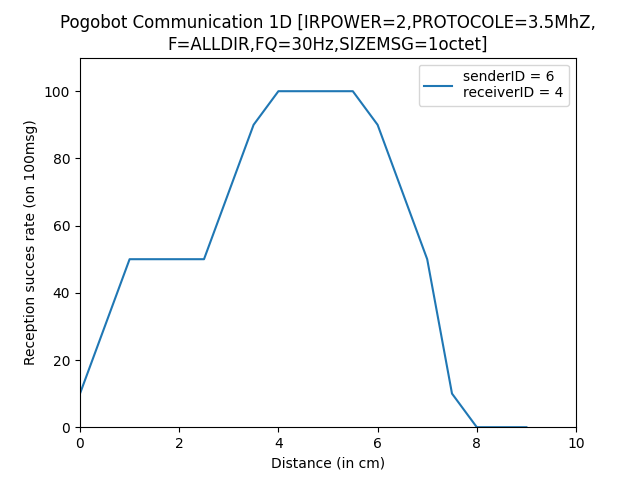 Pogobot Communication 1D [IRPOWER=2,PROTOCOLE=3.5MhZ,
F=ALLDIR,FQ=30Hz,SIZEMSG=1octet]
senderID = 6
receiverID = 4
Reception succes rate (on 100msg)
100
80
60
40
20
0
0 2 4 6 8 10
Distance (in cm)